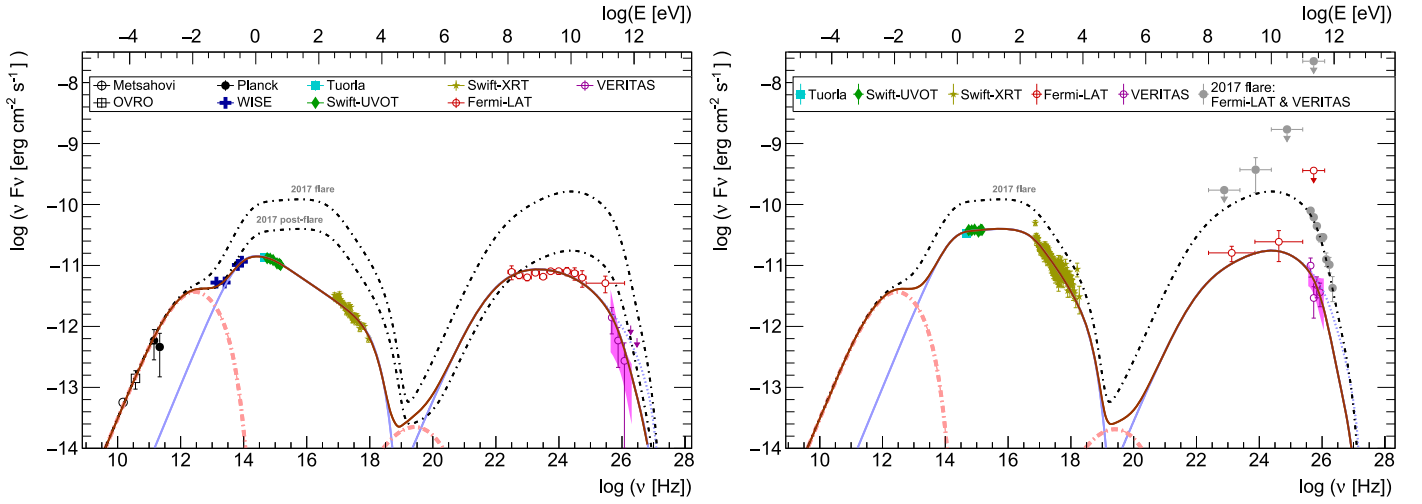 log(E [eV])
−4 −2 0 2 4 6 8 10 12
log (ν Fν [erg cm⁻² s⁻¹])
−8
−9
−10
−11
−12
−13
−14
Metsahovi Planck Tuorla Swift-XRT VERITAS
OVRO WISE Swift-UVOT Fermi-LAT
2017 flare
2017 post-flare
10 12 14 16 18 20 22 24 26 28
log (ν [Hz])
log(E [eV])
−4 −2 0 2 4 6 8 10 12
log (ν Fν [erg cm⁻² s⁻¹])
−8
−9
−10
−11
−12
−13
−14
Tuorla Swift-UVOT Swift-XRT Fermi-LAT VERITAS 2017 flare:
Fermi-LAT & VERITAS
2017 flare
10 12 14 16 18 20 22 24 26 28
log (ν [Hz])